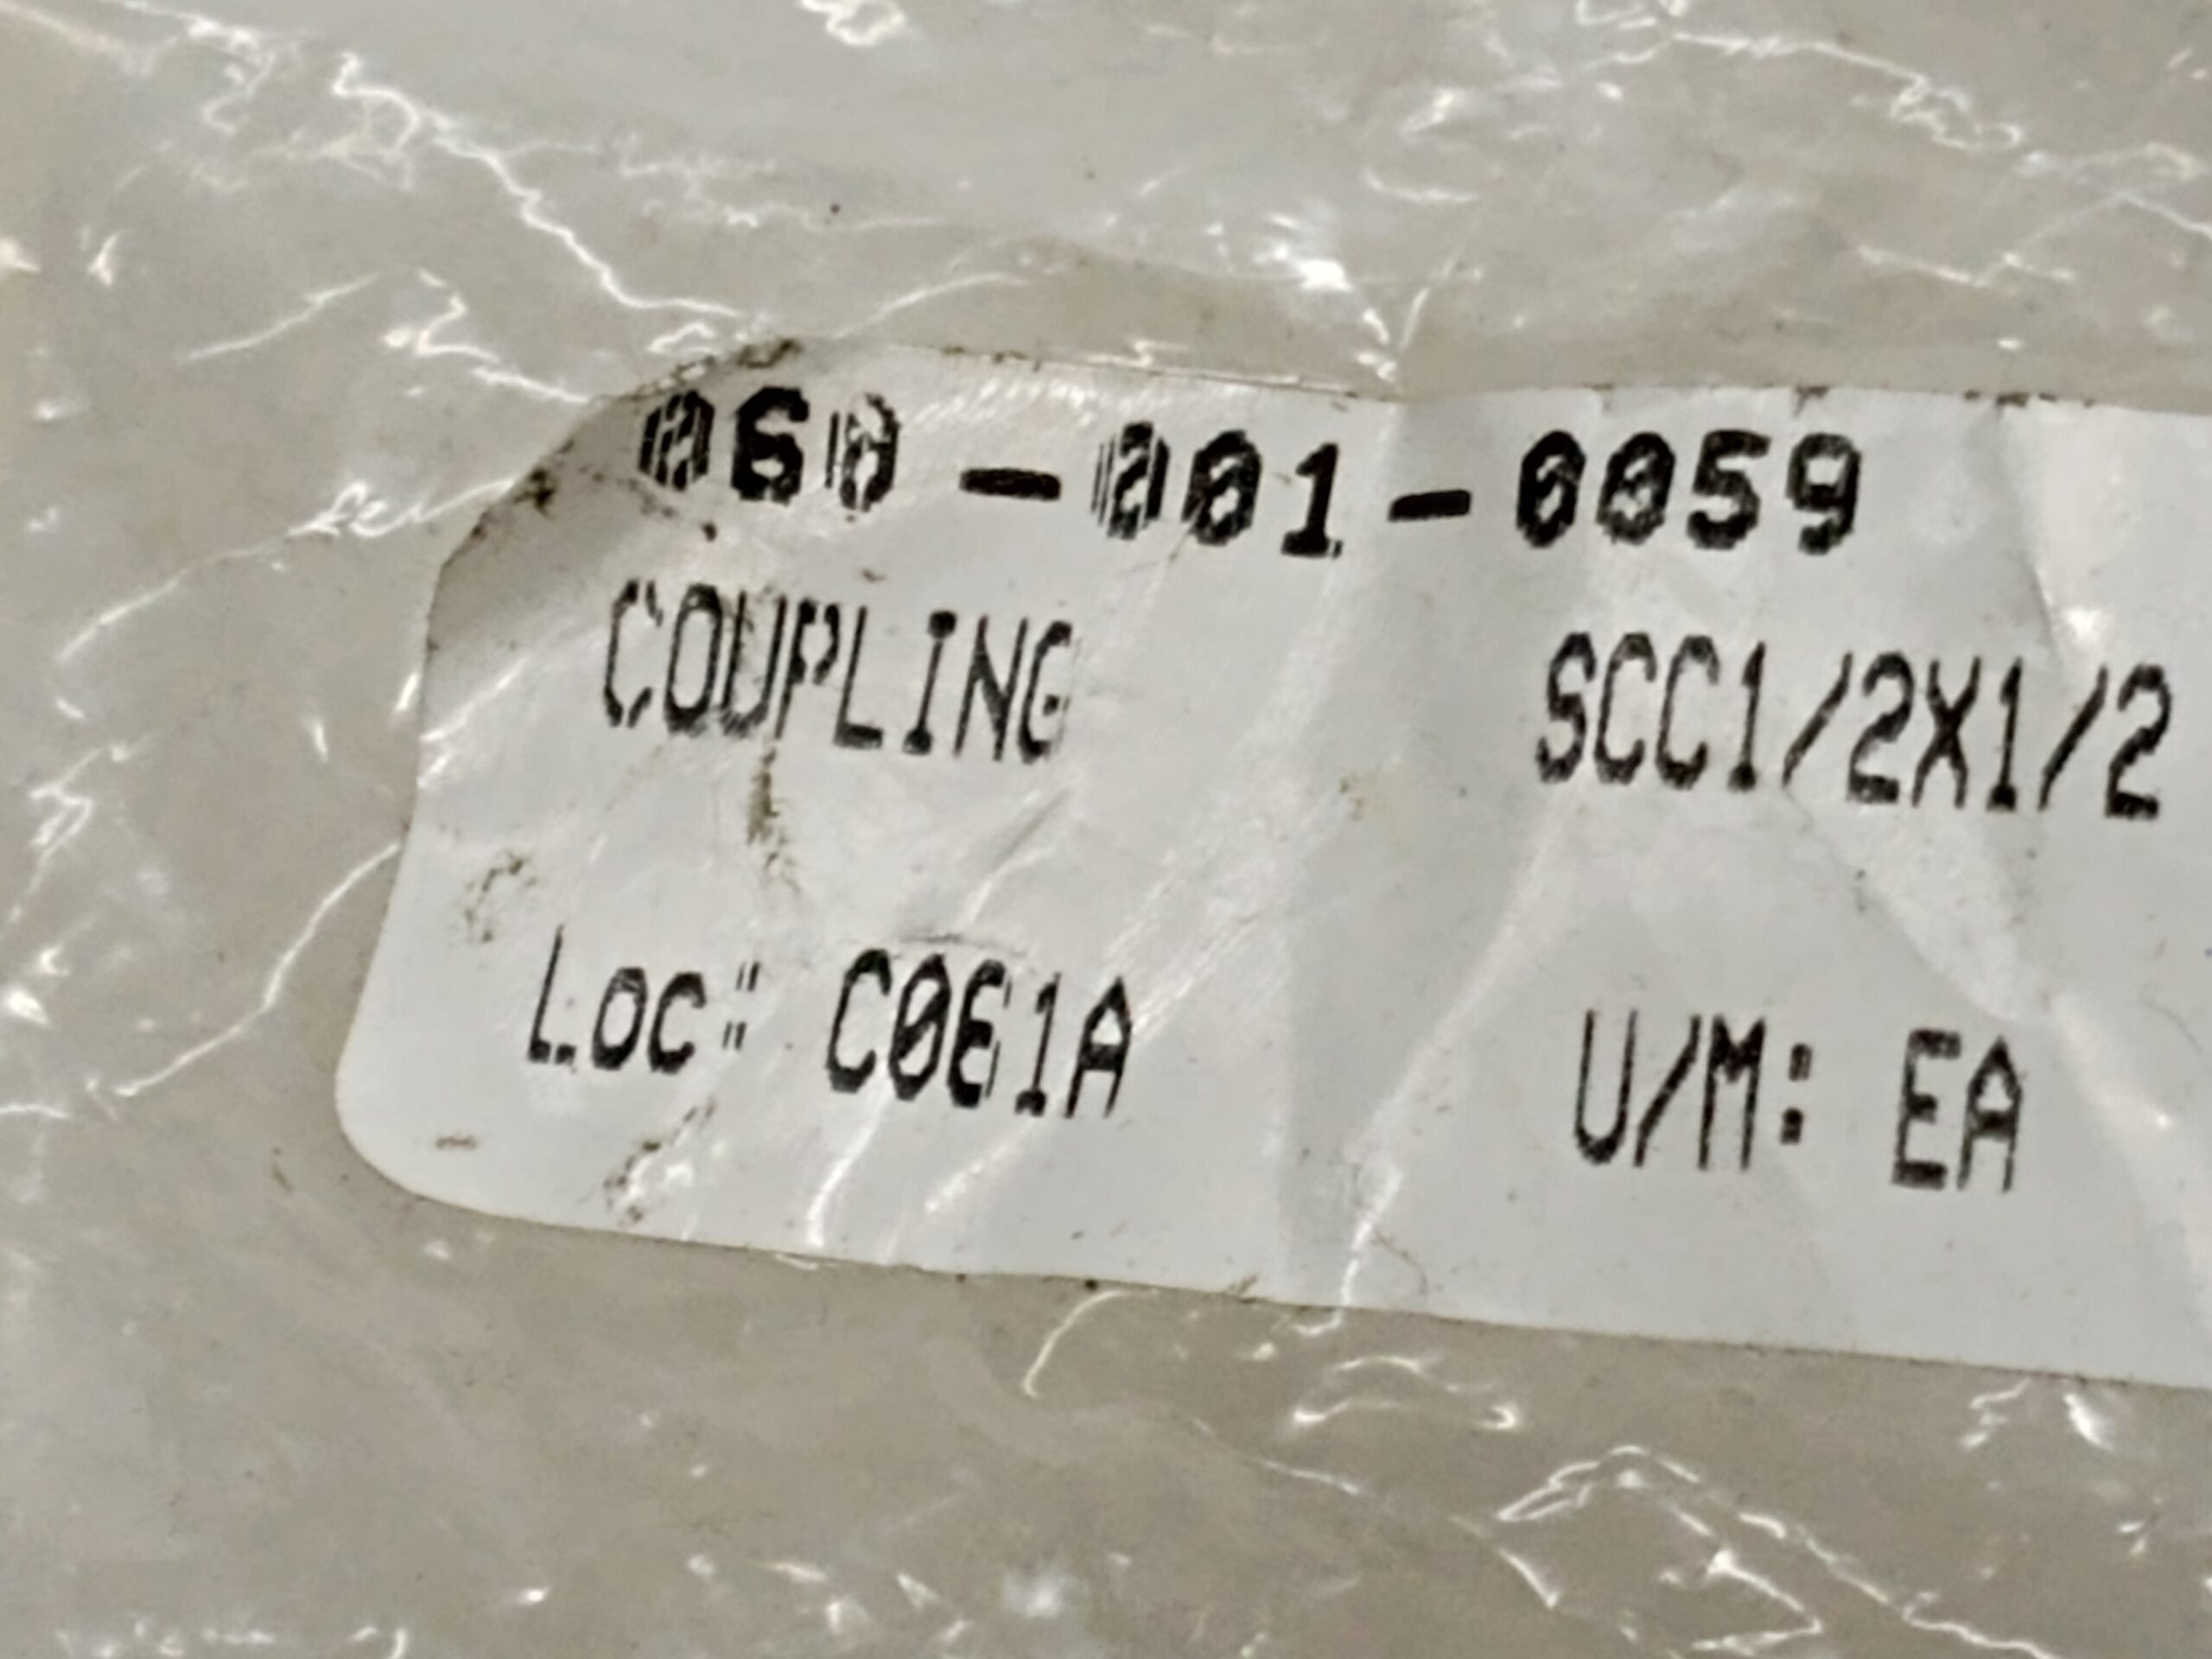 060-001-0059
COUPLING SCC1/2X1/2
Loc: C061A U/M: EA